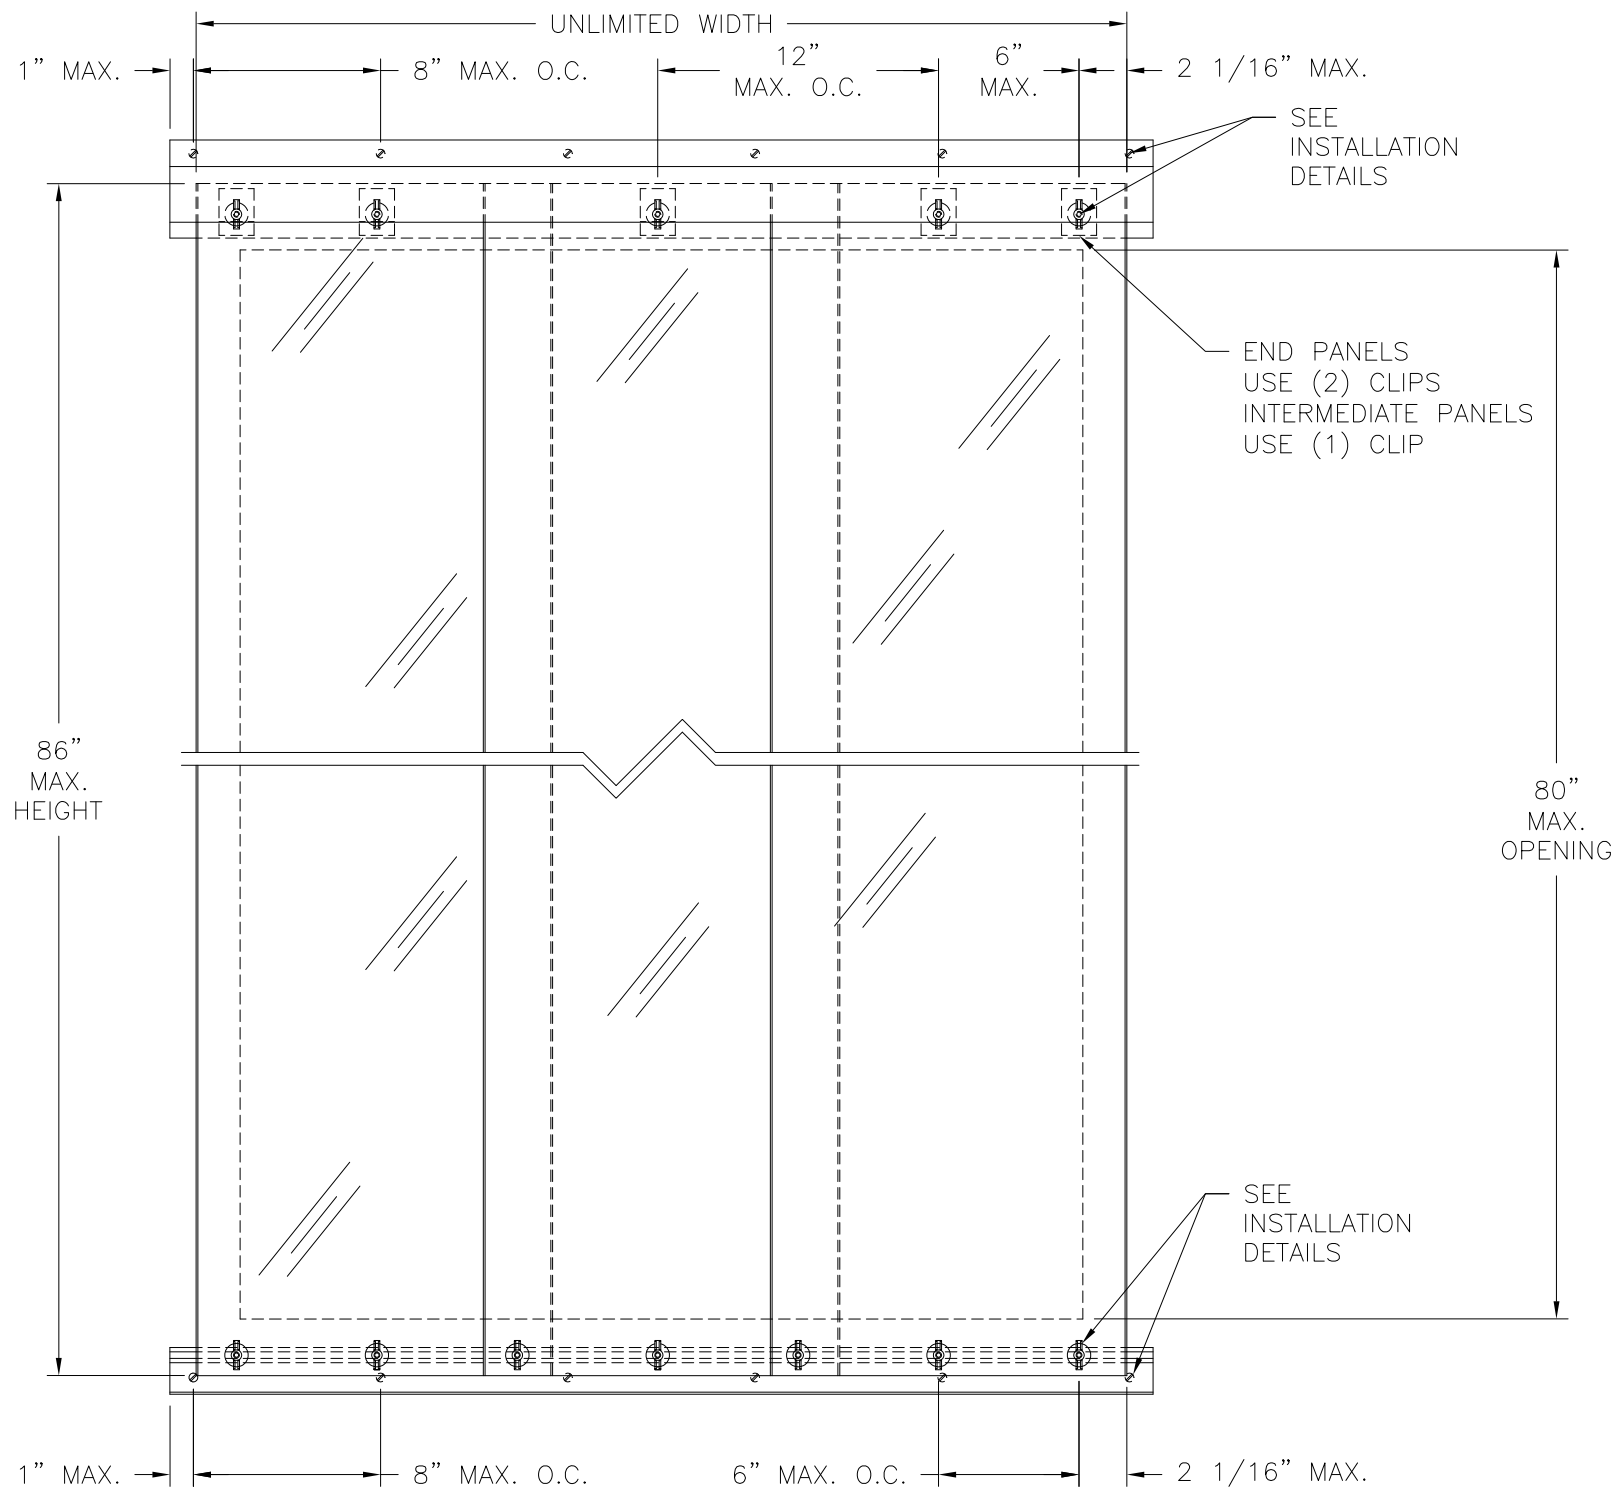 UNLIMITED WIDTH
1” MAX.
8” MAX. O.C.
12”
MAX. O.C.
6”
MAX.
2 1/16” MAX.
SEE
INSTALLATION
DETAILS
END PANELS
USE (2) CLIPS
INTERMEDIATE PANELS
USE (1) CLIP
86”
MAX.
HEIGHT
80”
MAX.
OPENING
SEE
INSTALLATION
DETAILS
1” MAX.
8” MAX. O.C.
6” MAX. O.C.
2 1/16” MAX.